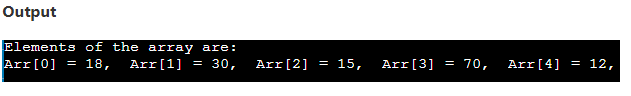 Output
Elements of the array are:
Arr[0] = 18,  Arr[1] = 30,  Arr[2] = 15,  Arr[3] = 70,  Arr[4] = 12,